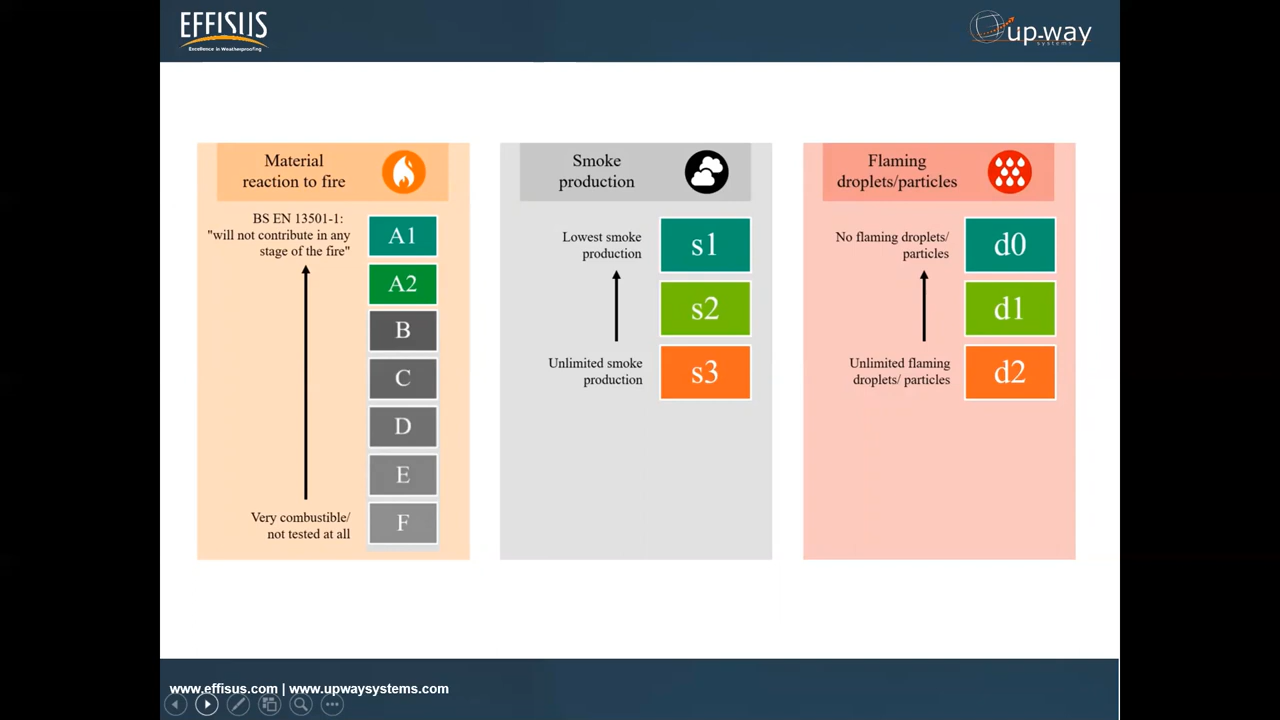 EFFISUS
Excellence in Weatherproofing
up-way
systems
Material
reaction to fire
BS EN 13501-1:
"will not contribute in any
stage of the fire"
A1
A2
B
C
D
E
F
Very combustible/
not tested at all
Smoke
production
Lowest smoke
production
s1
s2
Unlimited smoke
production
s3
Flaming
droplets/particles
No flaming droplets/
particles
d0
d1
Unlimited flaming
droplets/ particles
d2
www.effisus.com | www.upwaysystems.com